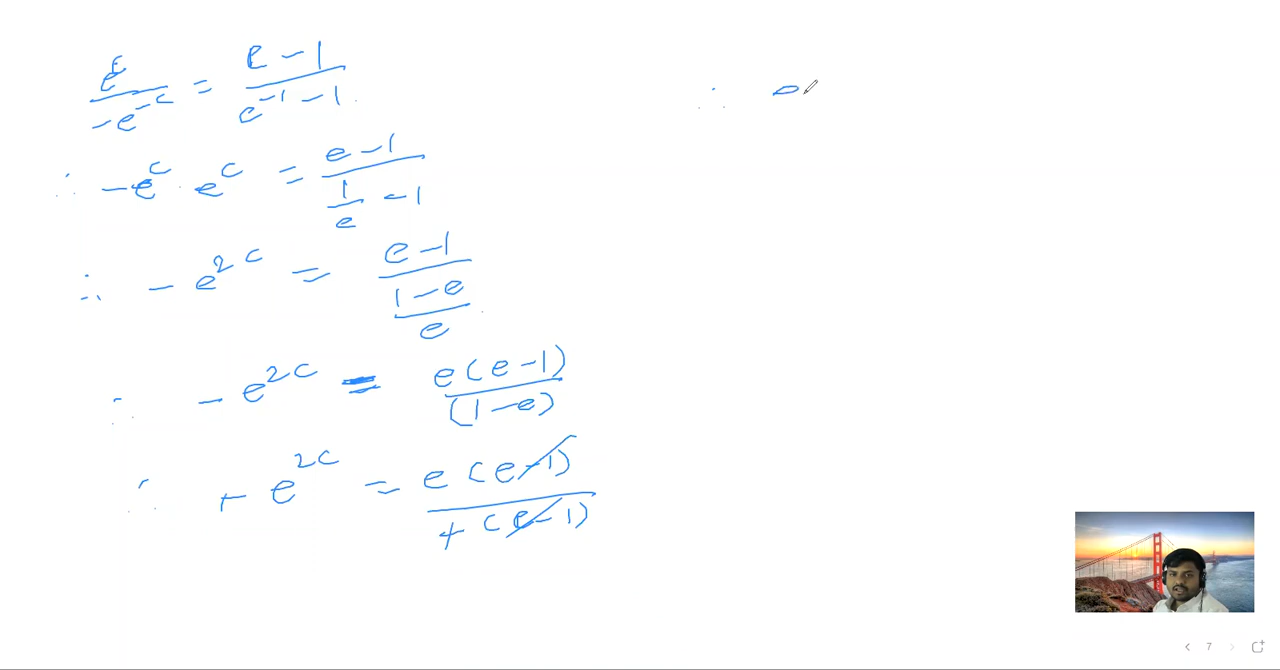 e^c / -e^-c = e - 1 / e^-1 - 1
∴ -e^c · e^c = e - 1 / (1/e - 1)
∴ - e^2c = e - 1 / ((1 - e)/e)
∴ - e^2c = e(e - 1) / (1 - e)
∴ + e^2c = e(e - 1) / +(e - 1)
∴
7